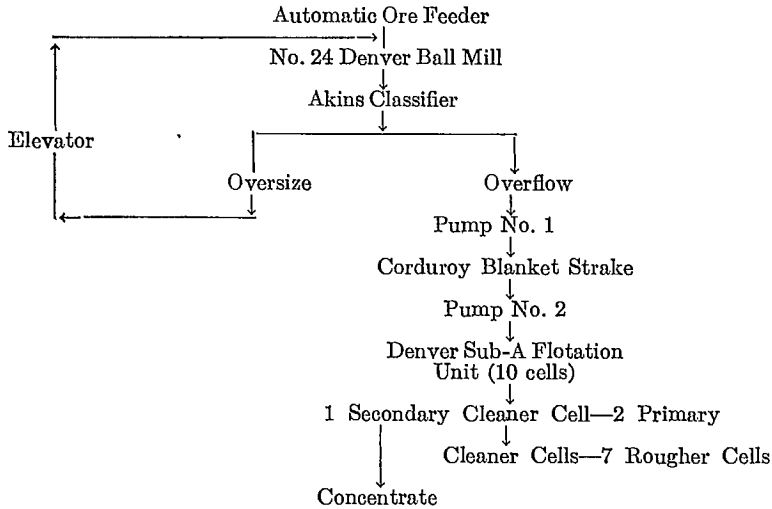 Automatic Ore Feeder
No. 24 Denver Ball Mill
Akins Classifier
Elevator
Oversize
Overflow
Pump No. 1
Corduroy Blanket Strake
Pump No. 2
Denver Sub-A Flotation
Unit (10 cells)
1 Secondary Cleaner Cell—2 Primary
Cleaner Cells—7 Rougher Cells
Concentrate